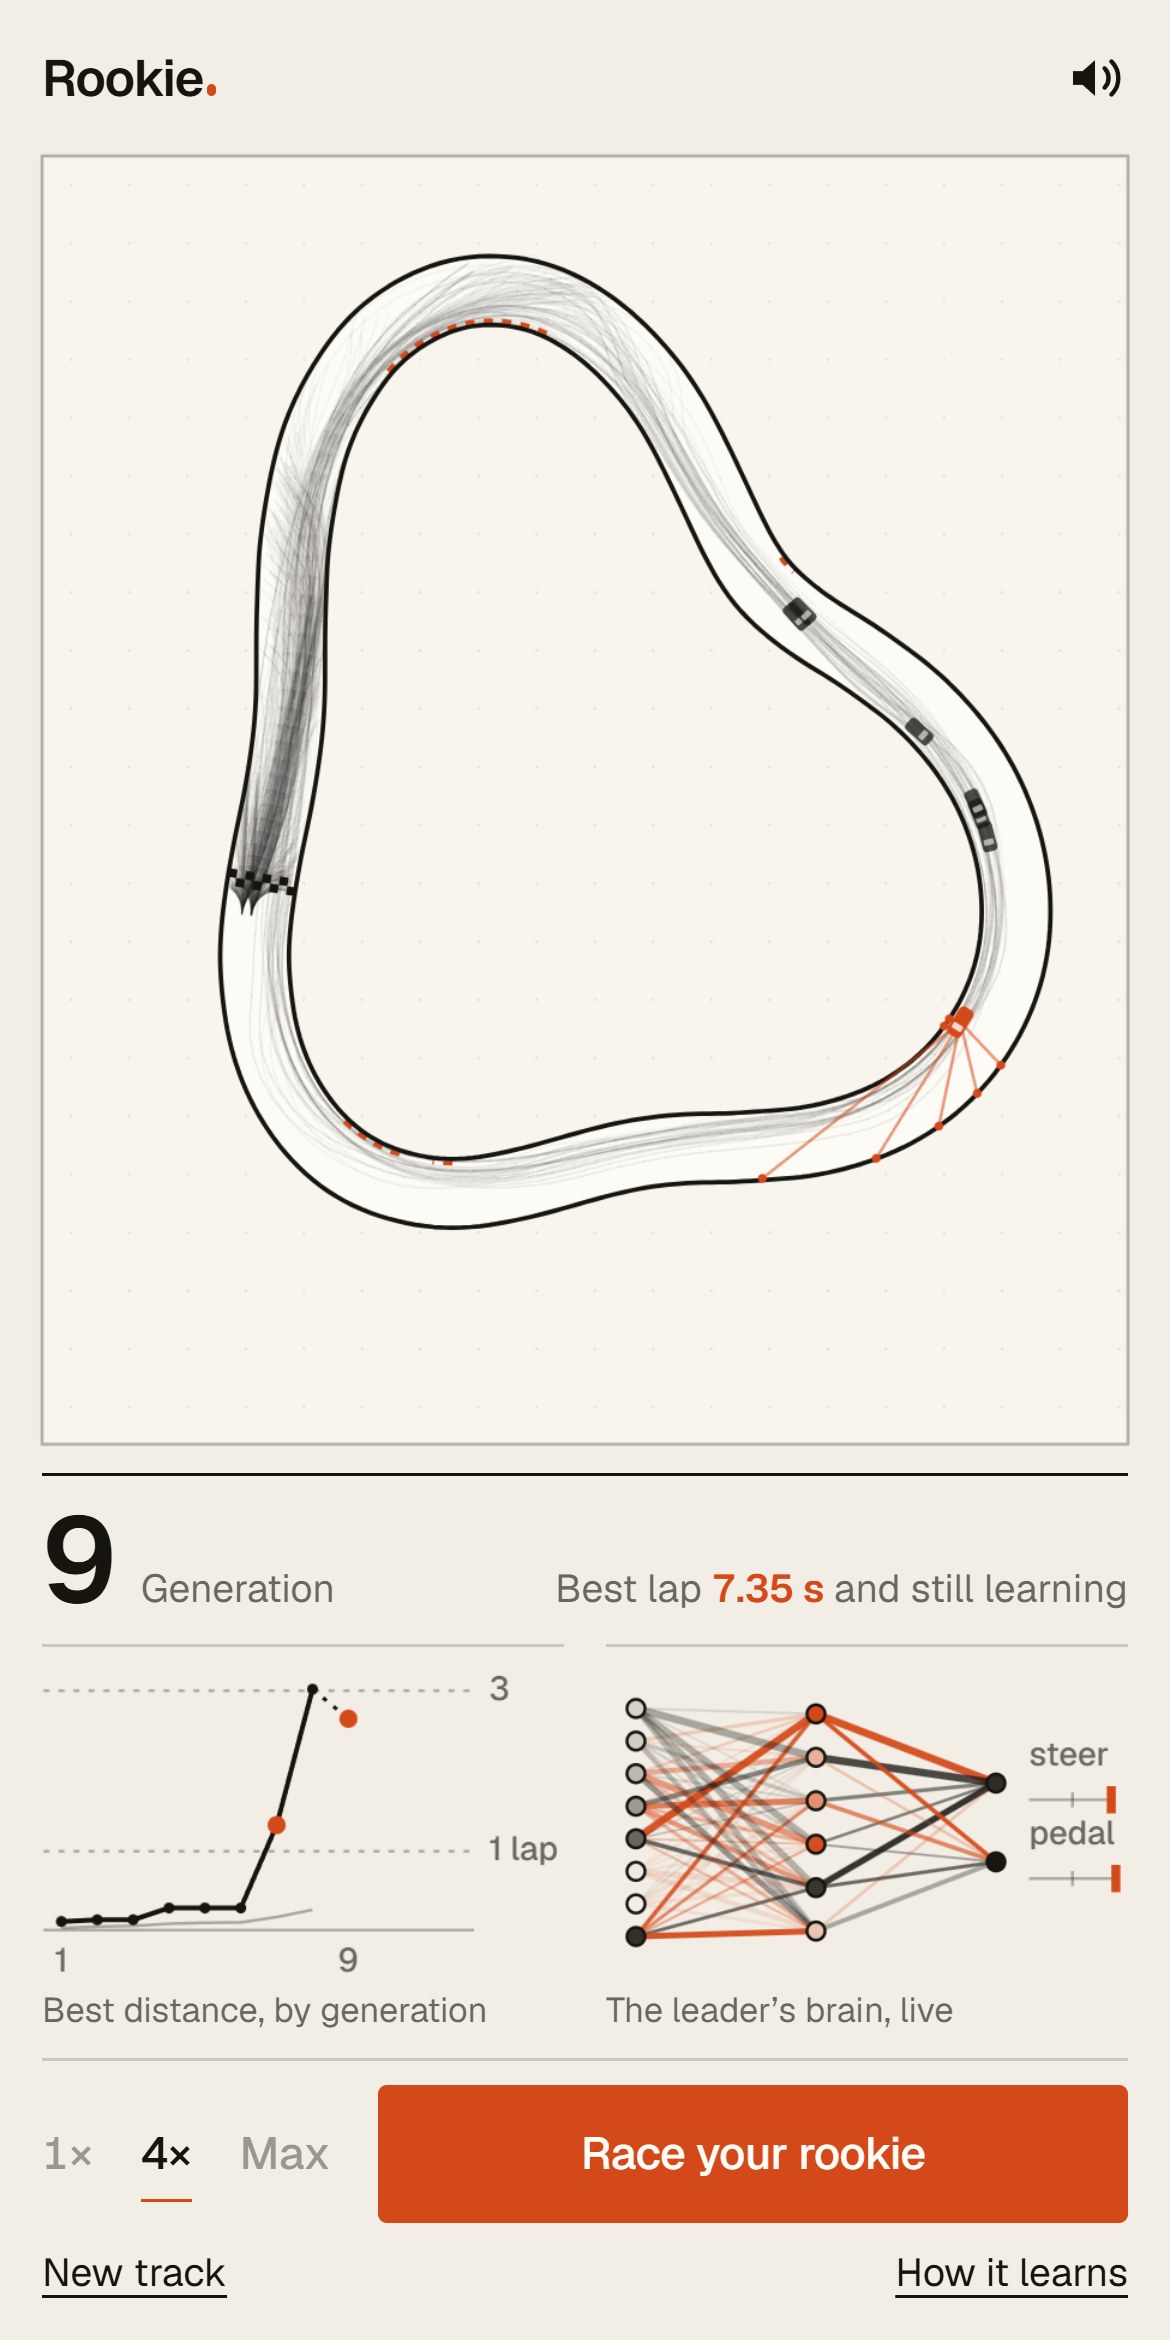 Rookie.
9 Generation
Best lap 7.35 s and still learning
3
1 lap
1 9
Best distance, by generation
steer
pedal
The leader’s brain, live
1× 4× Max
Race your rookie
New track
How it learns